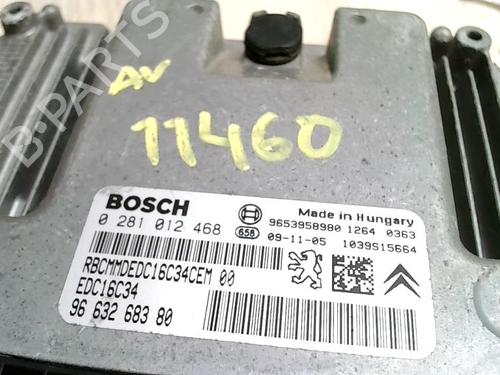 B-PARTS
AV
11460
BOSCH
0 281 012 468
658
Made in Hungary
9653958980 1264 0363
09-11-05 1039S15664
RBCMMDEDC16C34CEM 00
EDC16C34
96 632 683 80